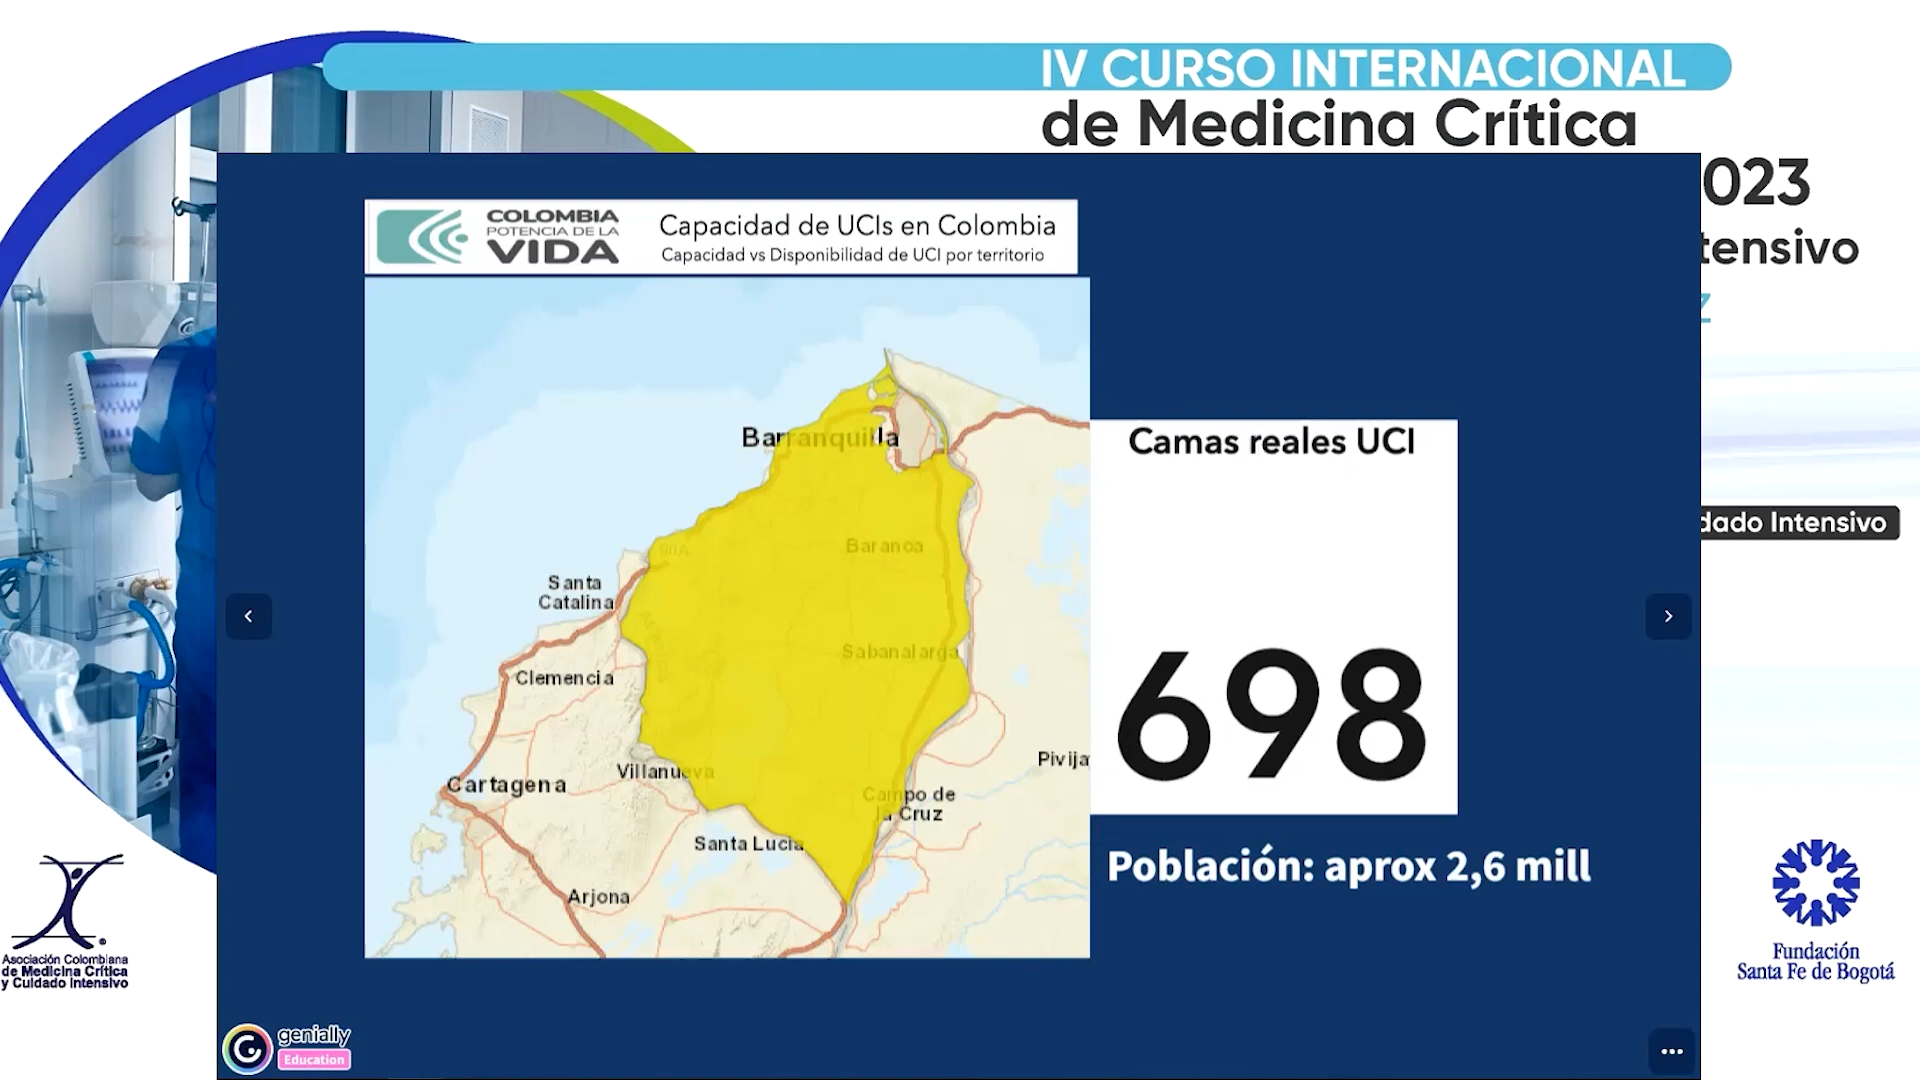 IV CURSO INTERNACIONAL
de Medicina Crítica
023
tensivo
dado Intensivo
COLOMBIA
POTENCIA DE LA
VIDA
Capacidad de UCIs en Colombia
Capacidad vs Disponibilidad de UCI por territorio
Barranquilla
90A
Baranoa
Santa
Catalina
Sabanalarga
Clemencia
Pivija
Villanueva
Cartagena
Campo de
la Cruz
Santa Lucia
Arjona
Camas reales UCI
698
Población: aprox 2,6 mill
Asociación Colombiana
de Medicina Crítica
y Cuidado Intensivo
Fundación
Santa Fe de Bogotá
genially
Education